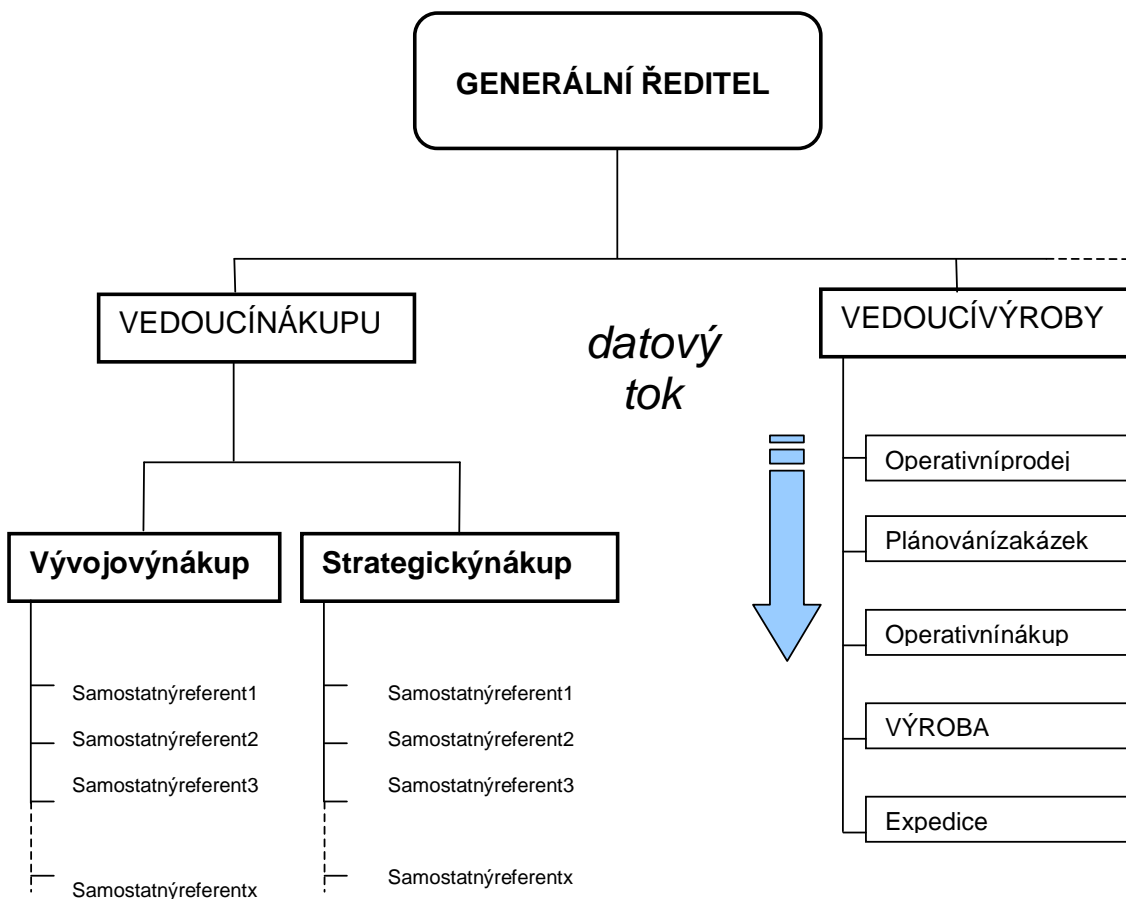 GENERÁLNÍ ŘEDITEL
VEDOUCÍNÁKUPU
datový
tok
VEDOUCÍVÝROBY
Operativníprodej
Plánovánízakázek
Operativnínákup
VÝROBA
Expedice
Vývojovýnákup
Samostatnýreferent1
Samostatnýreferent2
Samostatnýreferent3
Samostatnýreferentx
Strategickýnákup
Samostatnýreferent1
Samostatnýreferent2
Samostatnýreferent3
Samostatnýreferentx